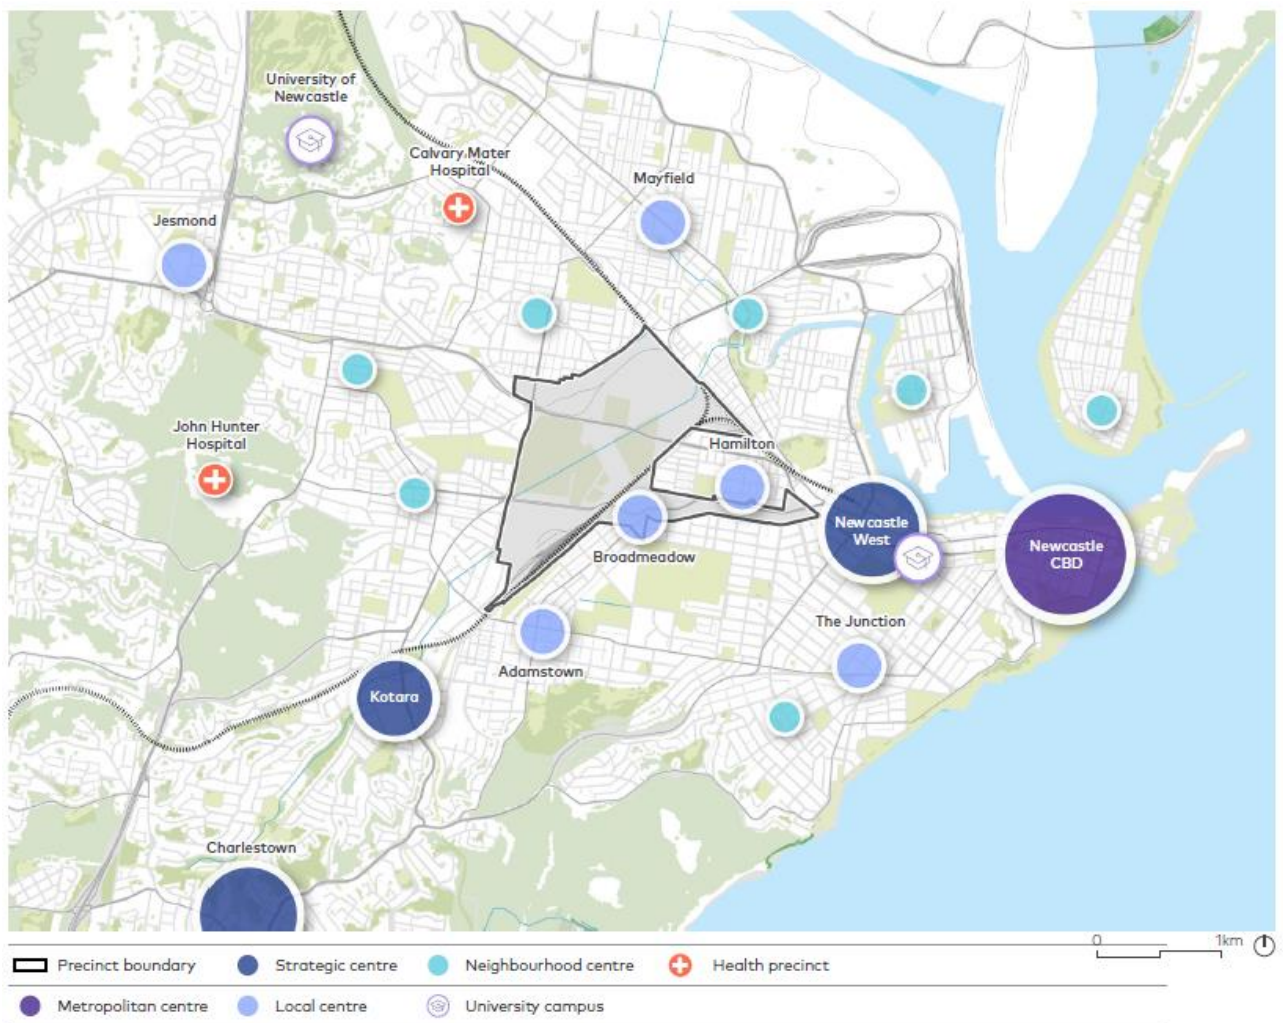 University of
Newcastle
Calvary Mater
Hospital
Mayfield
Jesmond
John Hunter
Hospital
Hamilton
Newcastle
West
Newcastle
CBD
Broadmeadow
The Junction
Adamstown
Kotara
Charlestown
0 1km
Precinct boundary Strategic centre Neighbourhood centre Health precinct
Metropolitan centre Local centre University campus